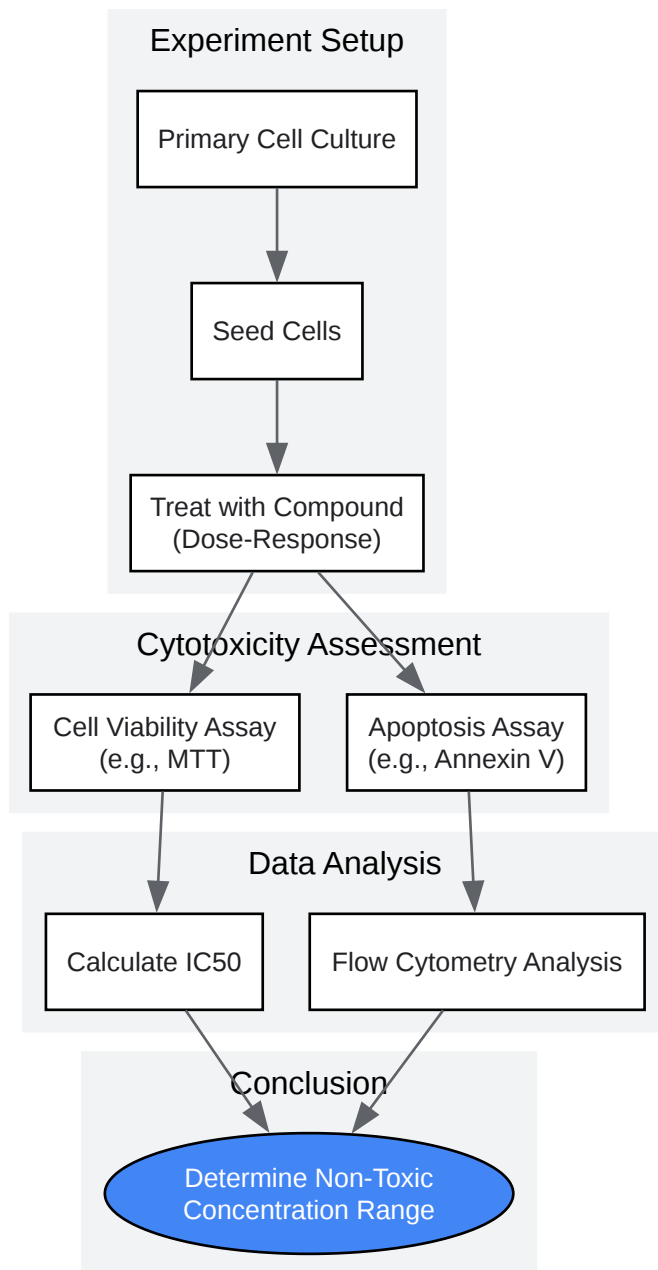 Experiment Setup
Primary Cell Culture
Seed Cells
Treat with Compound
(Dose-Response)
Cytotoxicity Assessment
Cell Viability Assay
(e.g., MTT)
Apoptosis Assay
(e.g., Annexin V)
Data Analysis
Calculate IC50
Flow Cytometry Analysis
Conclusion
Determine Non-Toxic
Concentration Range